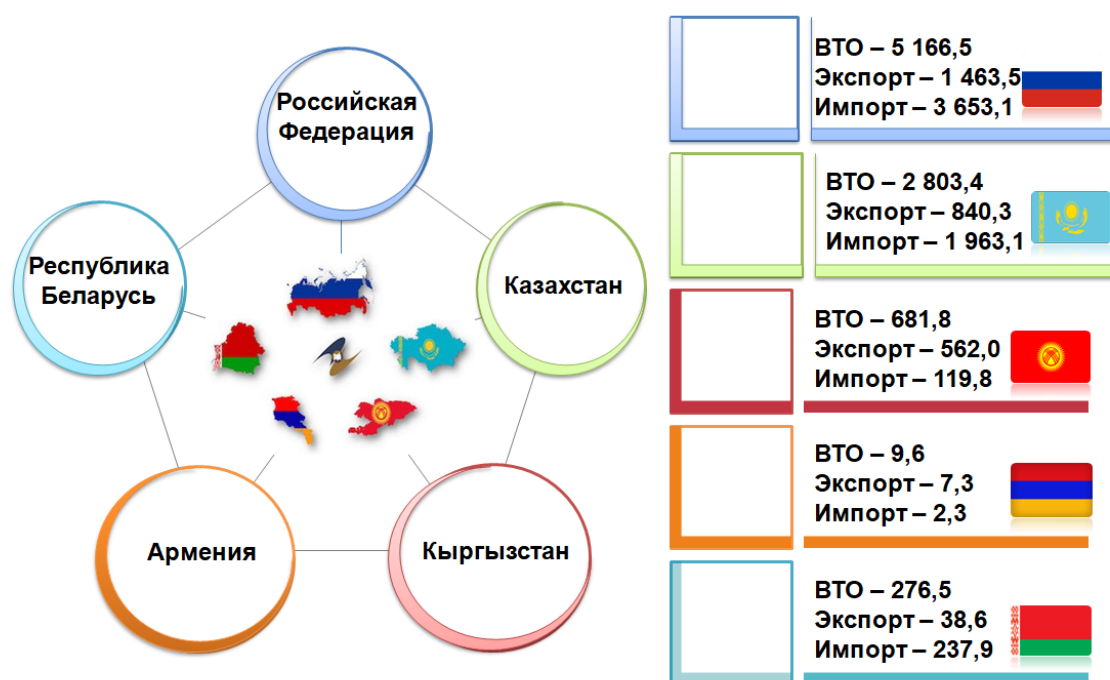 Российская
Федерация
Республика
Беларусь
Казахстан
Армения
Кыргызстан
ВТО – 5 166,5
Экспорт – 1 463,5
Импорт – 3 653,1
ВТО – 2 803,4
Экспорт – 840,3
Импорт – 1 963,1
ВТО – 681,8
Экспорт – 562,0
Импорт – 119,8
ВТО – 9,6
Экспорт – 7,3
Импорт – 2,3
ВТО – 276,5
Экспорт – 38,6
Импорт – 237,9